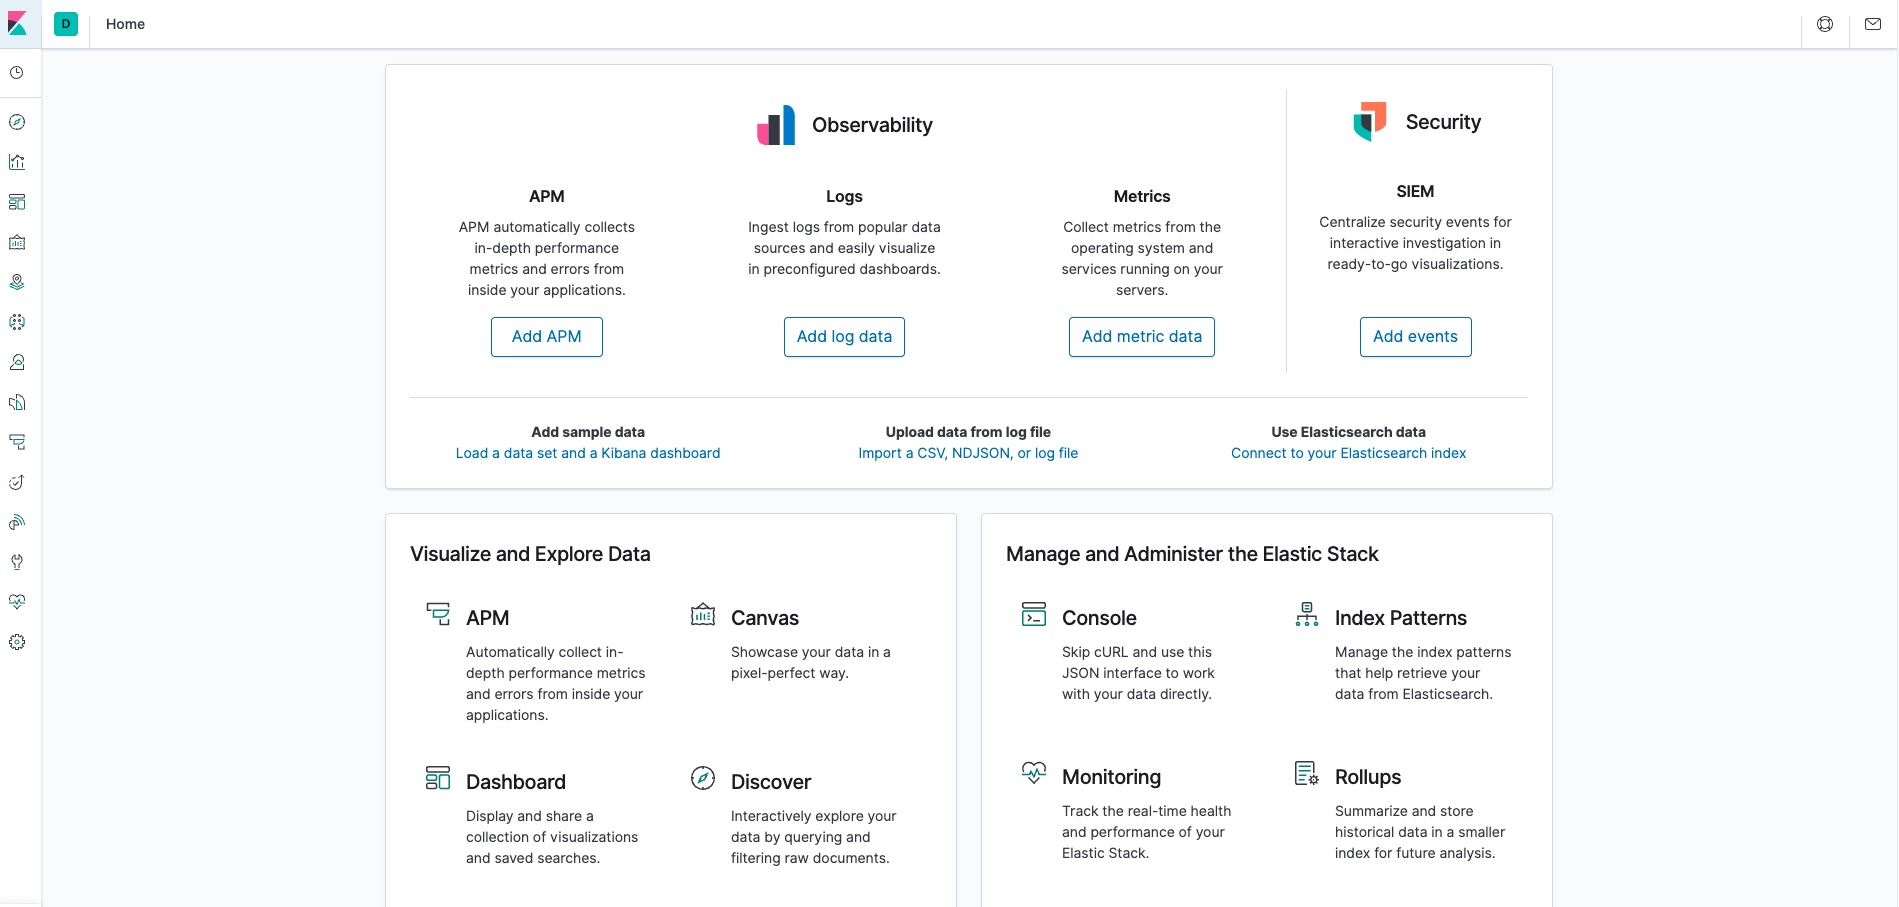 D Home
Observability
Security
APM
APM automatically collects
in-depth performance
metrics and errors from
inside your applications.
Add APM
Logs
Ingest logs from popular data
sources and easily visualize
in preconfigured dashboards.
Add log data
Metrics
Collect metrics from the
operating system and
services running on your
servers.
Add metric data
SIEM
Centralize security events for
interactive investigation in
ready-to-go visualizations.
Add events
Add sample data
Load a data set and a Kibana dashboard
Upload data from log file
Import a CSV, NDJSON, or log file
Use Elasticsearch data
Connect to your Elasticsearch index
Visualize and Explore Data
APM
Automatically collect in-
depth performance metrics
and errors from inside your
applications.
Canvas
Showcase your data in a
pixel-perfect way.
Dashboard
Display and share a
collection of visualizations
and saved searches.
Discover
Interactively explore your
data by querying and
filtering raw documents.
Manage and Administer the Elastic Stack
Console
Skip cURL and use this
JSON interface to work
with your data directly.
Index Patterns
Manage the index patterns
that help retrieve your
data from Elasticsearch.
Monitoring
Track the real-time health
and performance of your
Elastic Stack.
Rollups
Summarize and store
historical data in a smaller
index for future analysis.